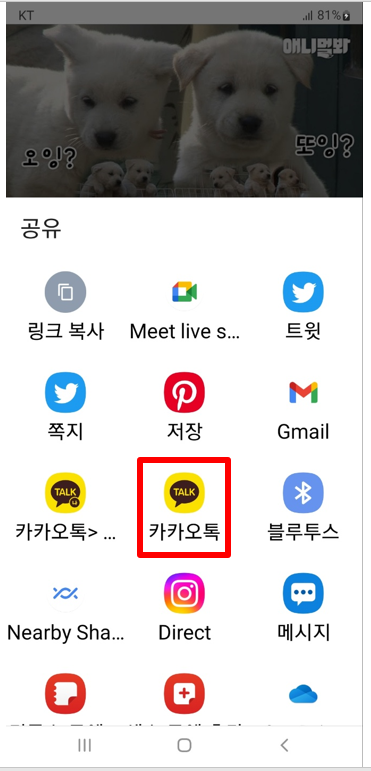 KT
81%
애니멀봐
오잉?
또잉?
공유
링크 복사
Meet live s...
트윗
쪽지
저장
Gmail
TALK
나
TALK
카카오톡> ...
카카오톡
블루투스
Nearby Sha...
Direct
메시지